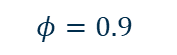 ϕ = 0.9